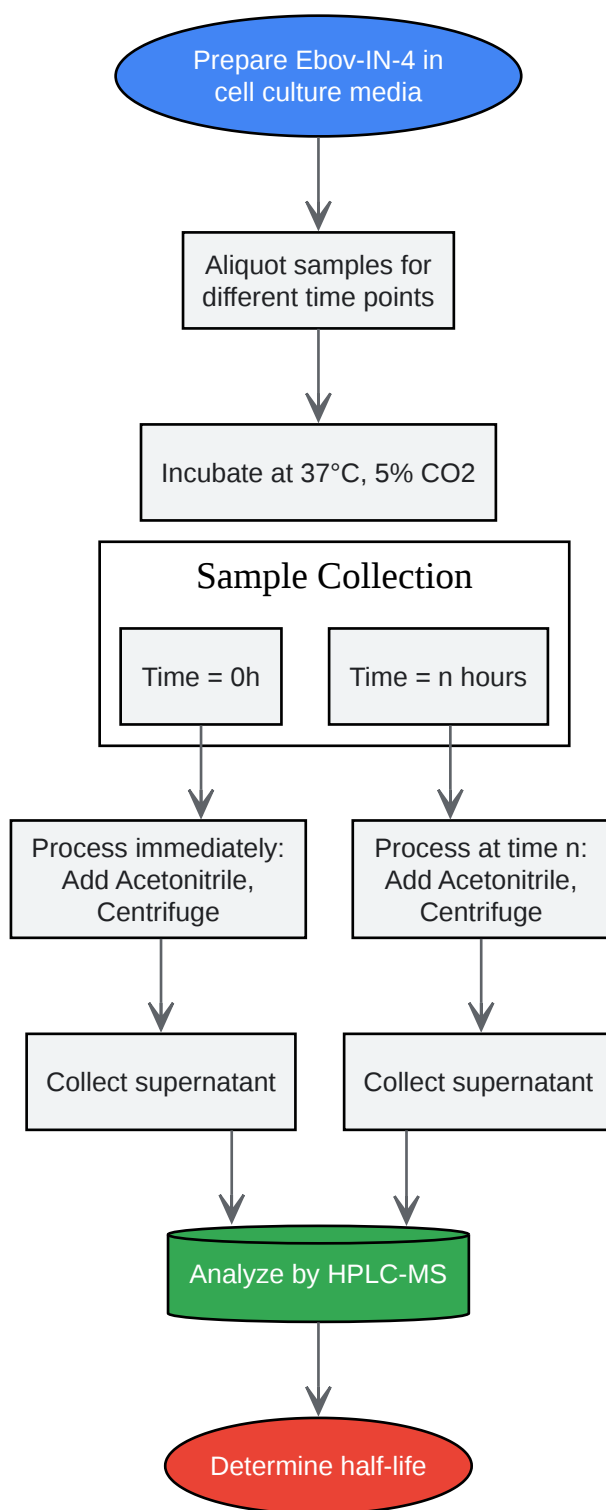 Prepare Ebov-IN-4 in
cell culture media
Aliquot samples for
different time points
Incubate at 37°C, 5% CO2
Sample Collection
Time = 0h
Time = n hours
Process immediately:
Add Acetonitrile,
Centrifuge
Process at time n:
Add Acetonitrile,
Centrifuge
Collect supernatant
Collect supernatant
Analyze by HPLC-MS
Determine half-life